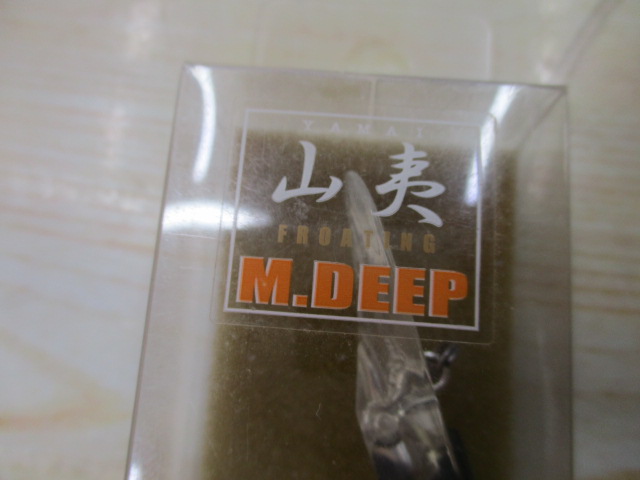 YAMAI
山夷
FROATING
M.DEEP